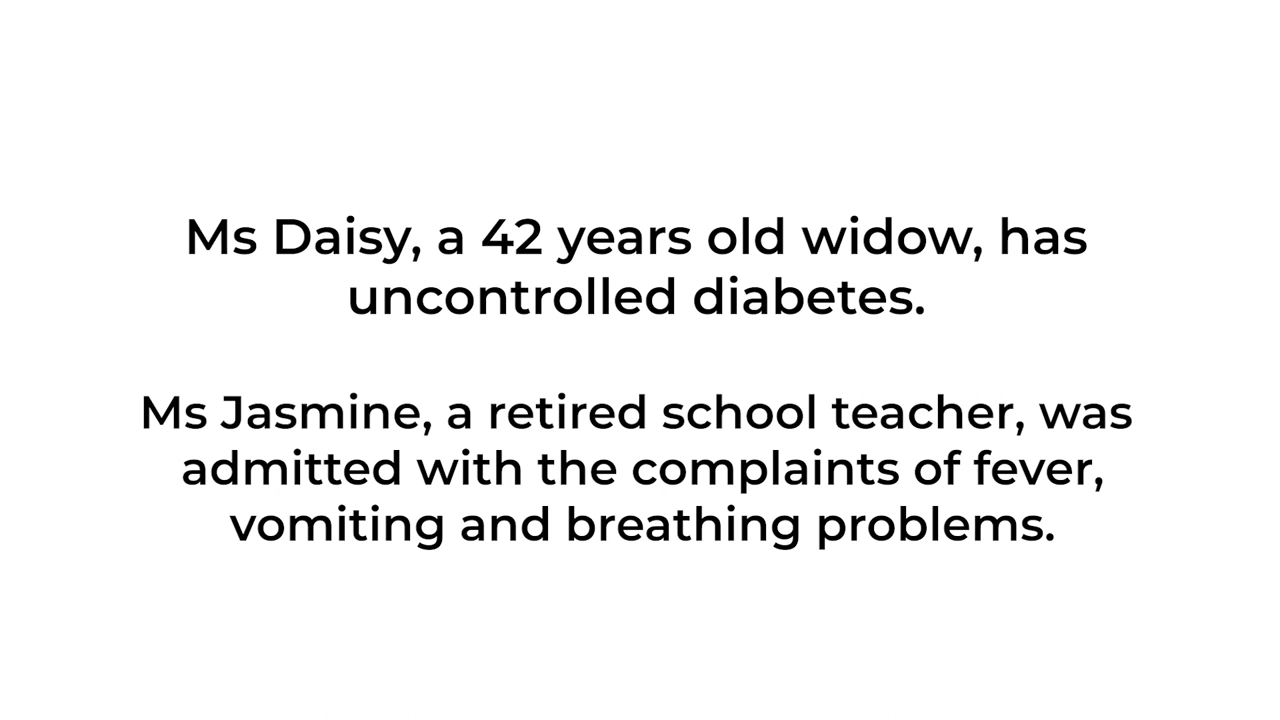 Ms Daisy, a 42 years old widow, has
uncontrolled diabetes.
Ms Jasmine, a retired school teacher, was
admitted with the complaints of fever,
vomiting and breathing problems.